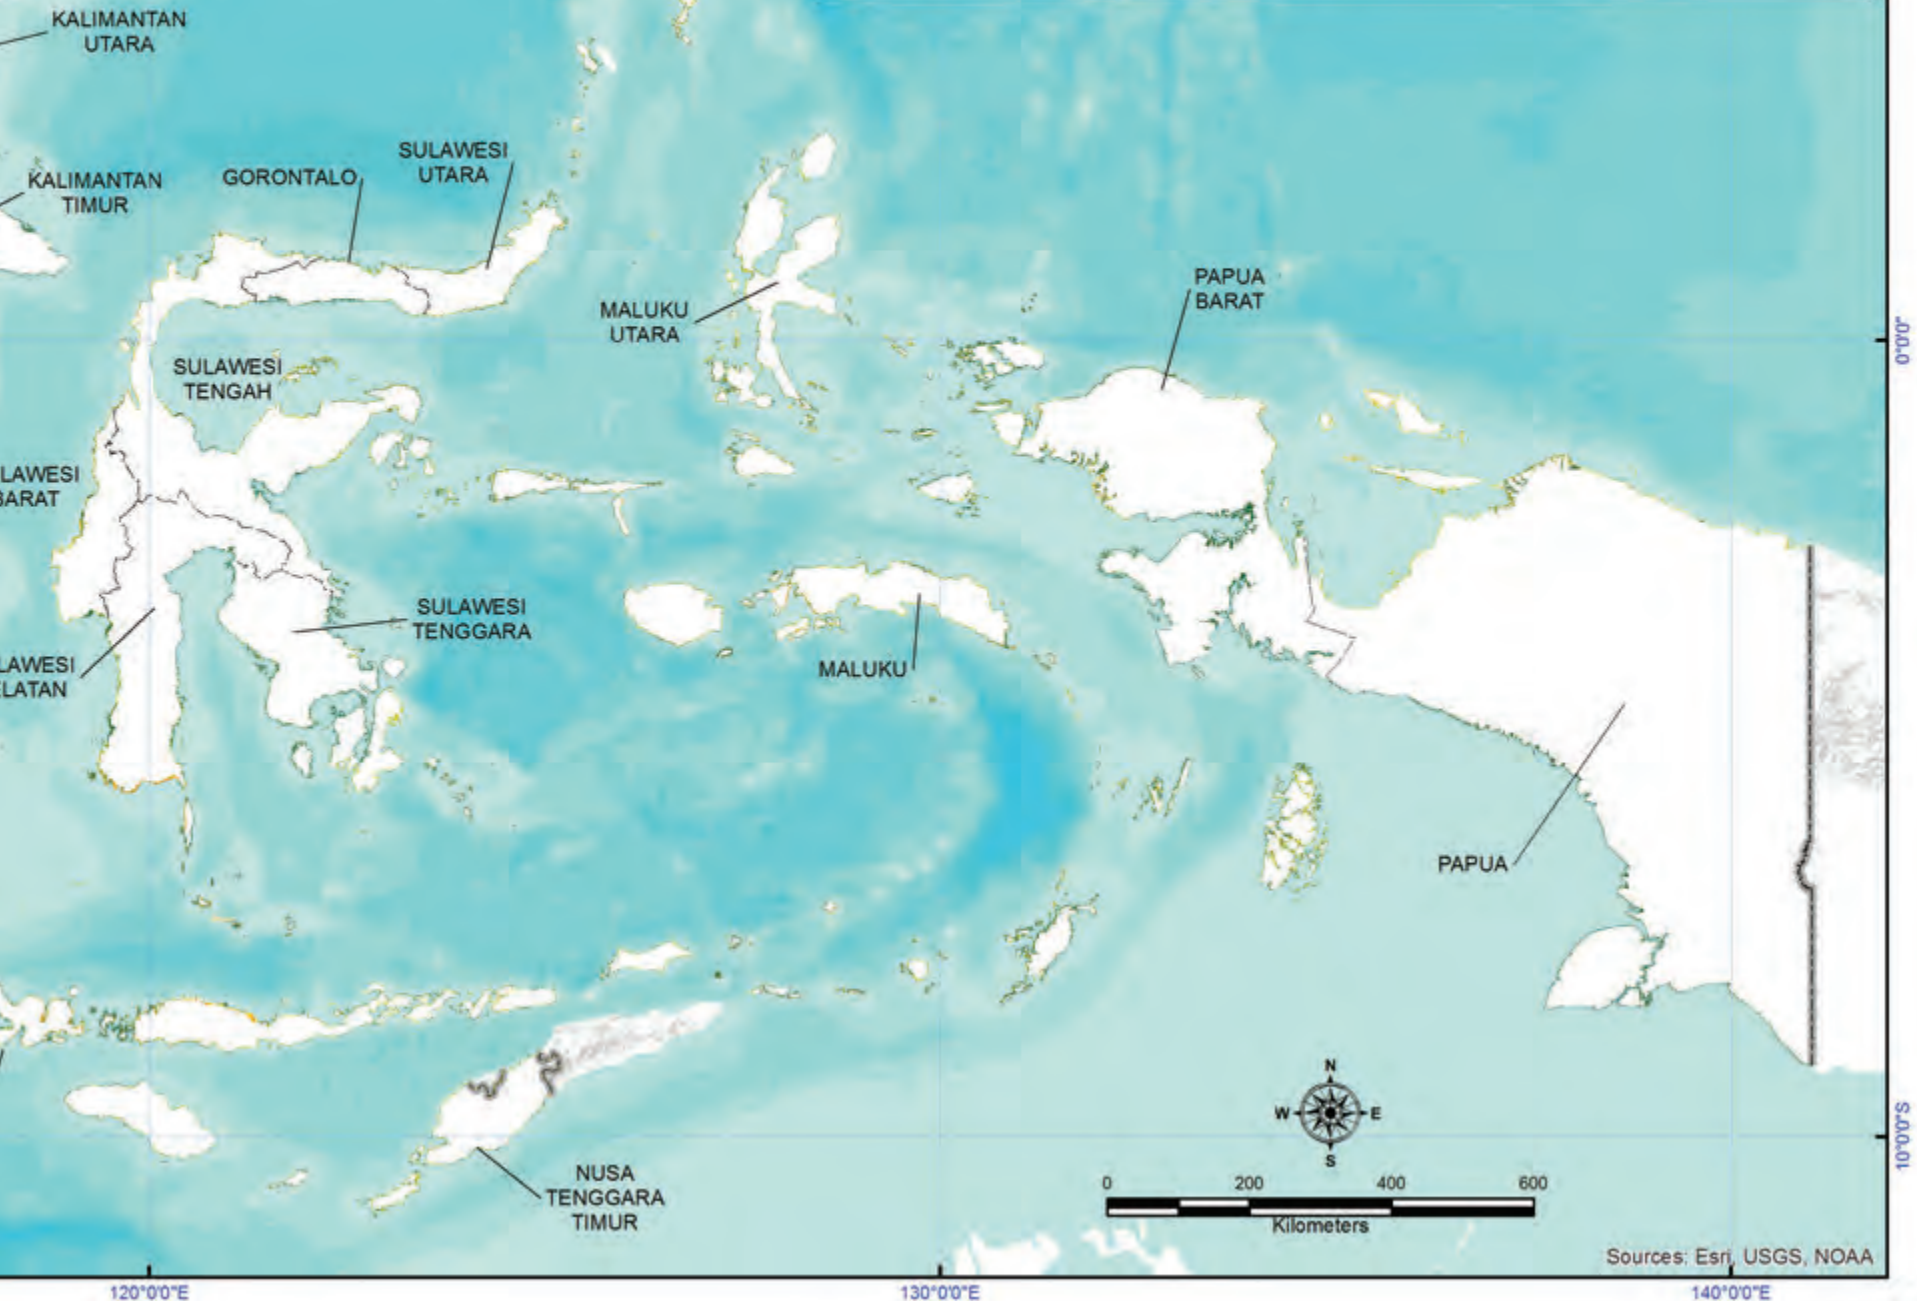 KALIMANTAN
UTARA
SULAWESI
UTARA
GORONTALO
KALIMANTAN
TIMUR
PAPUA
BARAT
MALUKU
UTARA
0°0'0"
SULAWESI
TENGAH
LAWESI
BARAT
SULAWESI
TENGGARA
MALUKU
LAWESI
ELATAN
PAPUA
N
W
E
S
10°0'0"S
NUSA
TENGGARA
TIMUR
0 200 400 600
Kilometers
Sources: Esri, USGS, NOAA
120°0'0"E 130°0'0"E 140°0'0"E